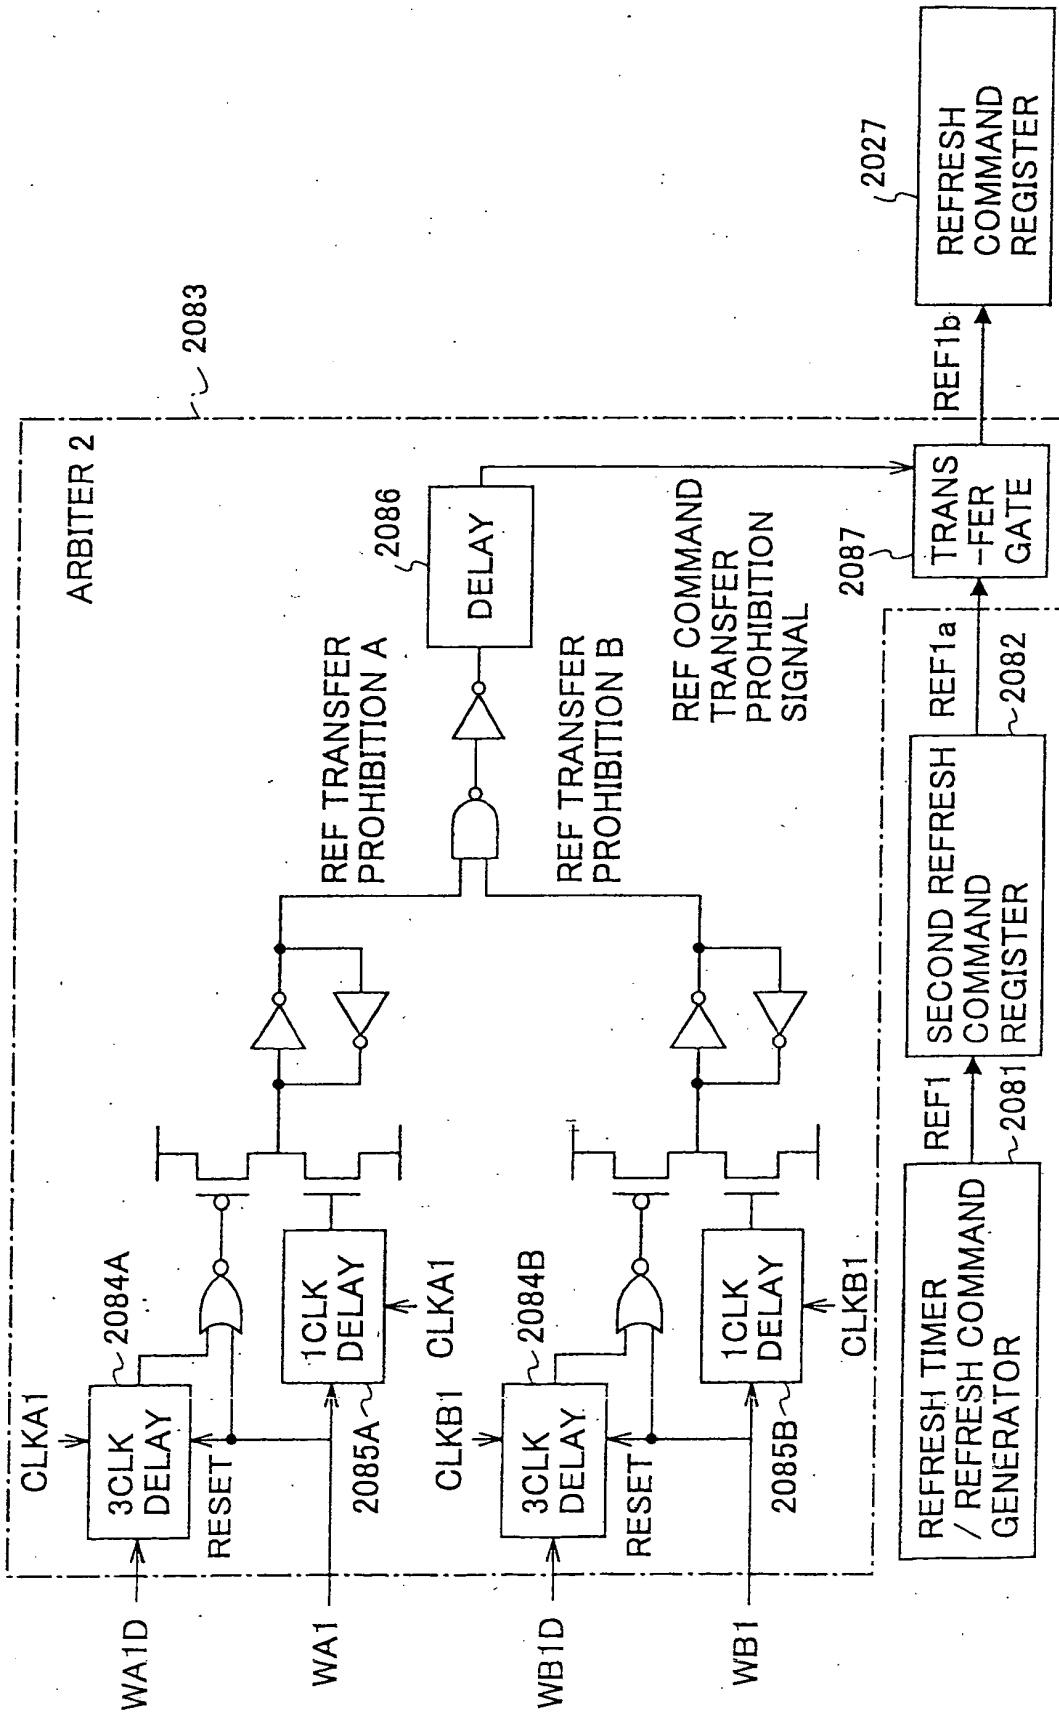 ARBITER 2
2083
CLKA1
3CLK
DELAY
2084A
WA1D
RESET
WA1
1CLK
DELAY
2085A
CLKA1
REF TRANSFER
PROHIBITION A
2086
DELAY
CLKB1
3CLK
DELAY
2084B
WB1D
RESET
WB1
1CLK
DELAY
2085B
CLKB1
REF TRANSFER
PROHIBITION B
REF COMMAND
TRANSFER
PROHIBITION
SIGNAL
REFRESH TIMER
/ REFRESH COMMAND
GENERATOR
2081
REF1
SECOND REFRESH
COMMAND
REGISTER
2082
REF1a
2087
TRANS
-FER
GATE
REF1b
2027
REFRESH
COMMAND
REGISTER